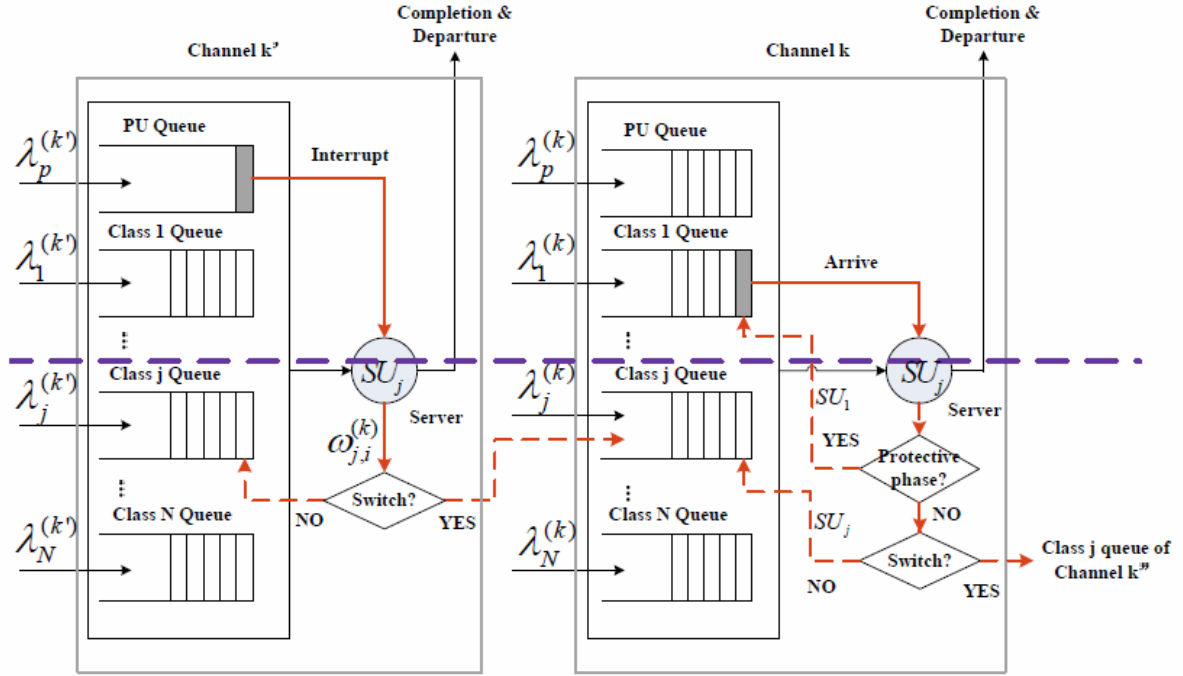 Completion &
Departure
Channel k'
PU Queue
λ_p^(k')
Interrupt
Class 1 Queue
λ_1^(k')
Class j Queue
λ_j^(k')
SU_j
Server
ω_{j,i}^(k)
Switch?
NO
YES
Class N Queue
λ_N^(k')
Completion &
Departure
Channel k
PU Queue
λ_p^(k)
Class 1 Queue
λ_1^(k)
Arrive
Class j Queue
λ_j^(k)
SU_j
Server
SU_1
YES
Protective
phase?
NO
Class N Queue
λ_N^(k)
SU_j
Switch?
NO
YES
Class j queue of
Channel k'''